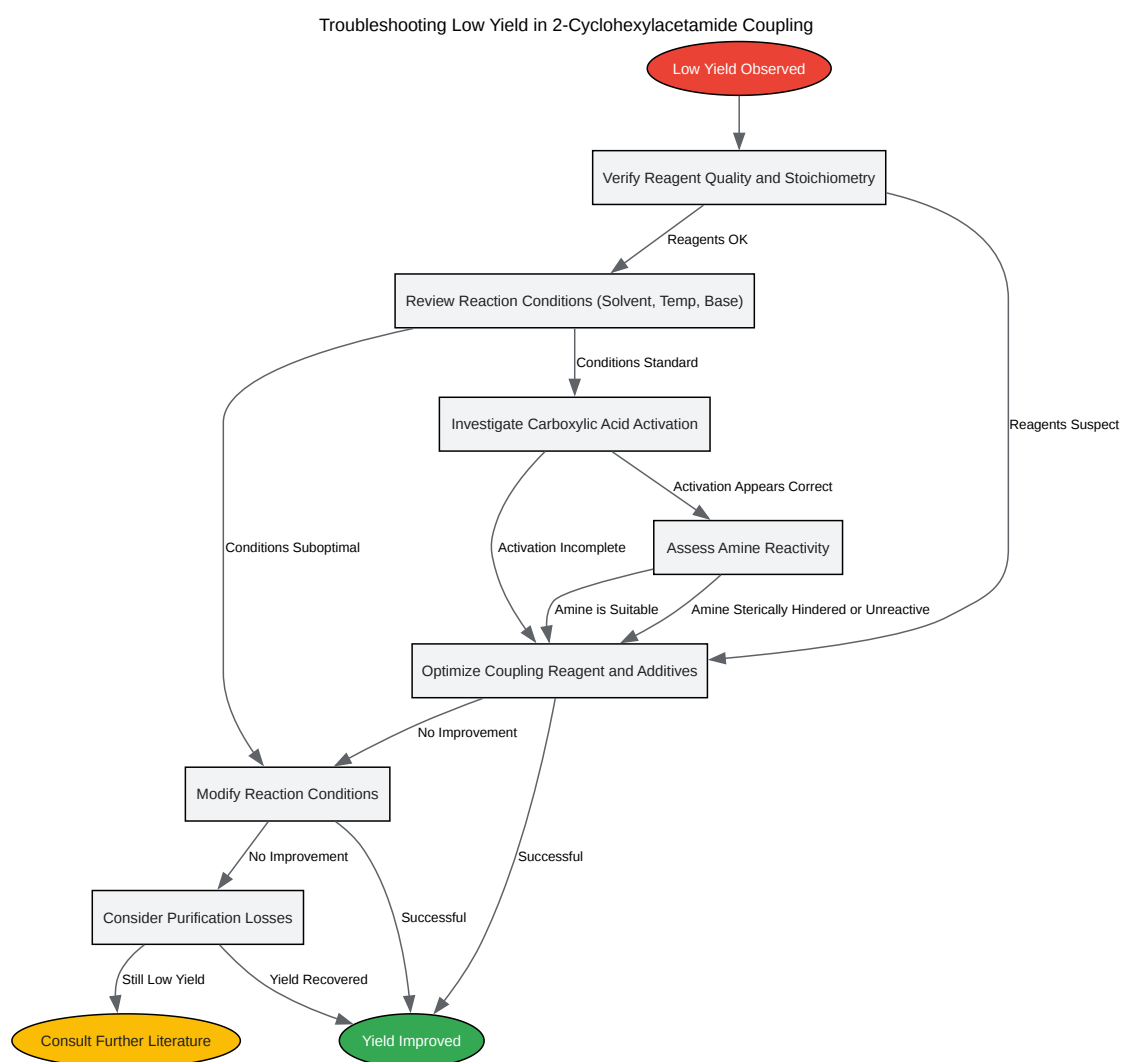 Troubleshooting Low Yield in 2-Cyclohexylacetamide Coupling
Low Yield Observed
Verify Reagent Quality and Stoichiometry
Reagents OK
Review Reaction Conditions (Solvent, Temp, Base)
Conditions Standard
Investigate Carboxylic Acid Activation
Reagents Suspect
Activation Appears Correct
Conditions Suboptimal
Activation Incomplete
Assess Amine Reactivity
Amine is Suitable
Amine Sterically Hindered or Unreactive
Optimize Coupling Reagent and Additives
No Improvement
Modify Reaction Conditions
No Improvement
Successful
Consider Purification Losses
Successful
Still Low Yield
Yield Recovered
Consult Further Literature
Yield Improved